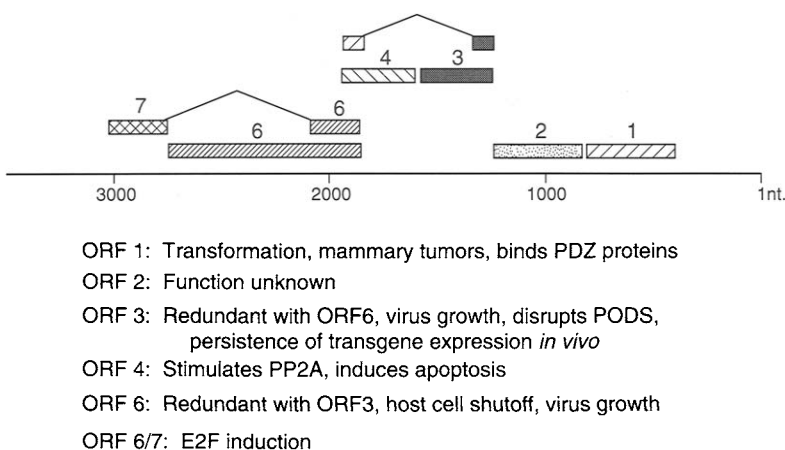 4 3
7 6
6 2 1
3000 2000 1000 1nt.
ORF 1: Transformation, mammary tumors, binds PDZ proteins
ORF 2: Function unknown
ORF 3: Redundant with ORF6, virus growth, disrupts PODS,
persistence of transgene expression in vivo
ORF 4: Stimulates PP2A, induces apoptosis
ORF 6: Redundant with ORF3, host cell shutoff, virus growth
ORF 6/7: E2F induction